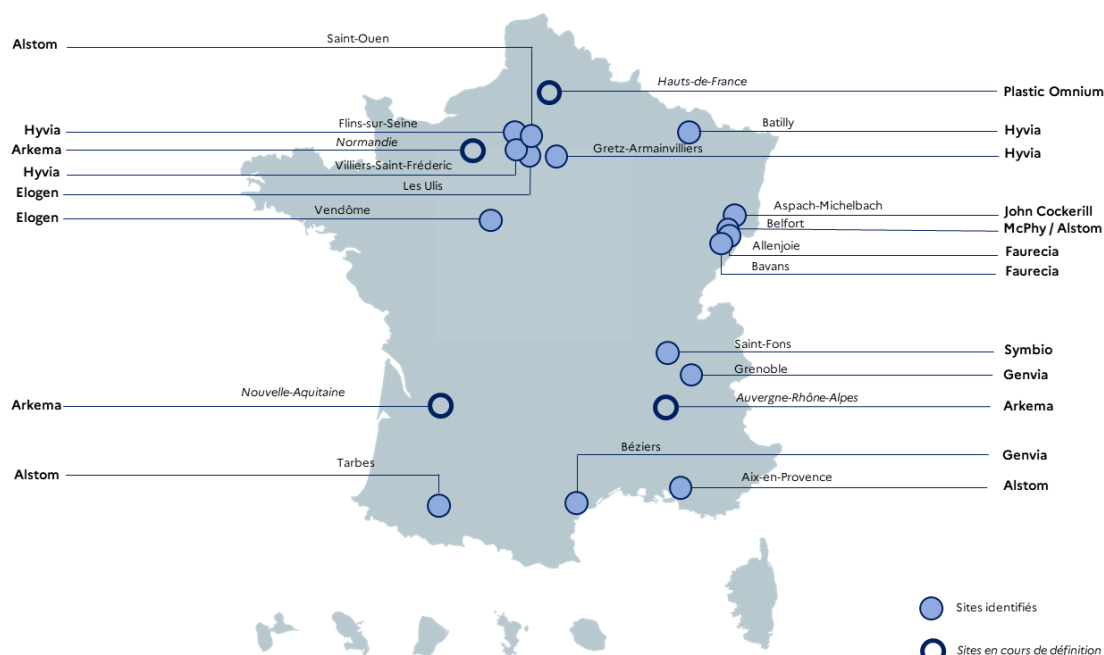 Alstom
Saint-Ouen
Hauts-de-France
Plastic Omnium
Hyvia
Flins-sur-Seine
Batilly
Hyvia
Arkema
Normandie
Gretz-Armainvilliers
Hyvia
Hyvia
Villiers-Saint-Fréderic
Elogen
Les Ulis
Elogen
Vendôme
Aspach-Michelbach
John Cockerill
Belfort
McPhy / Alstom
Allenjoie
Faurecia
Bavans
Faurecia
Saint-Fons
Symbio
Grenoble
Genvia
Arkema
Nouvelle-Aquitaine
Auvergne-Rhône-Alpes
Arkema
Béziers
Genvia
Alstom
Tarbes
Aix-en-Provence
Alstom
Sites identifiés
Sites en cours de définition